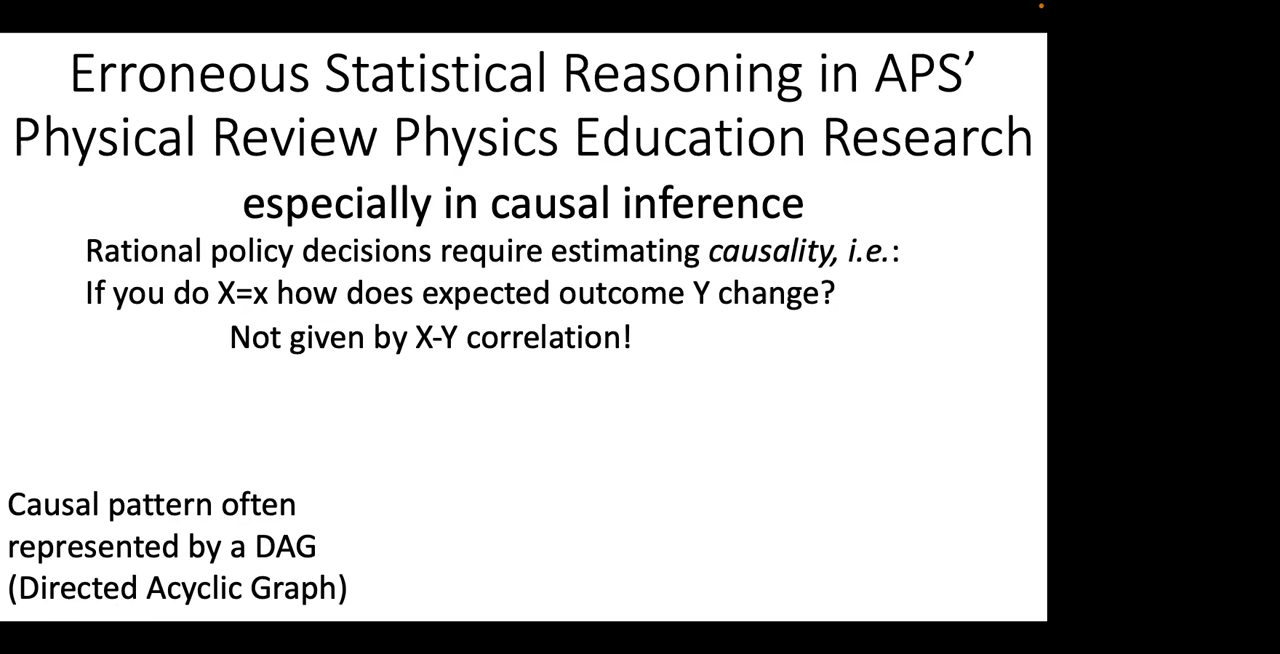 Erroneous Statistical Reasoning in APS’
Physical Review Physics Education Research
especially in causal inference
Rational policy decisions require estimating causality, i.e.:
If you do X=x how does expected outcome Y change?
Not given by X-Y correlation!
Causal pattern often
represented by a DAG
(Directed Acyclic Graph)